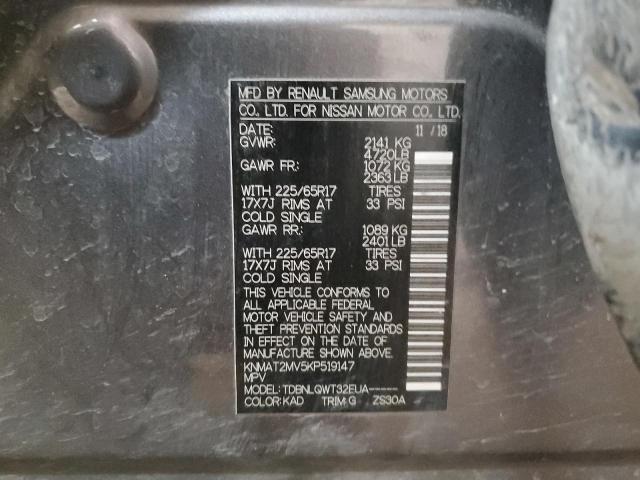 MFD BY RENAULT SAMSUNG MOTORS
CO., LTD. FOR NISSAN MOTOR CO., LTD.
DATE: 11 / 18
GVWR: 2141 KG
4720LB
GAWR FR: 1072 KG
2363 LB
WITH 225/65R17 TIRES
17X7J RIMS AT 33 PSI
COLD SINGLE
GAWR RR: 1089 KG
2401 LB
WITH 225/65R17 TIRES
17X7J RIMS AT 33 PSI
COLD SINGLE
THIS VEHICLE CONFORMS TO
ALL APPLICABLE FEDERAL
MOTOR VEHICLE SAFETY AND
THEFT PREVENTION STANDARDS
IN EFFECT ON THE DATE OF
MANUFACTURE SHOWN ABOVE.
KNMAT2MV5KP519147
MPV
MODEL: TDBNLQWT32EUA-----
COLOR: KAD TRIM: G ZS30A